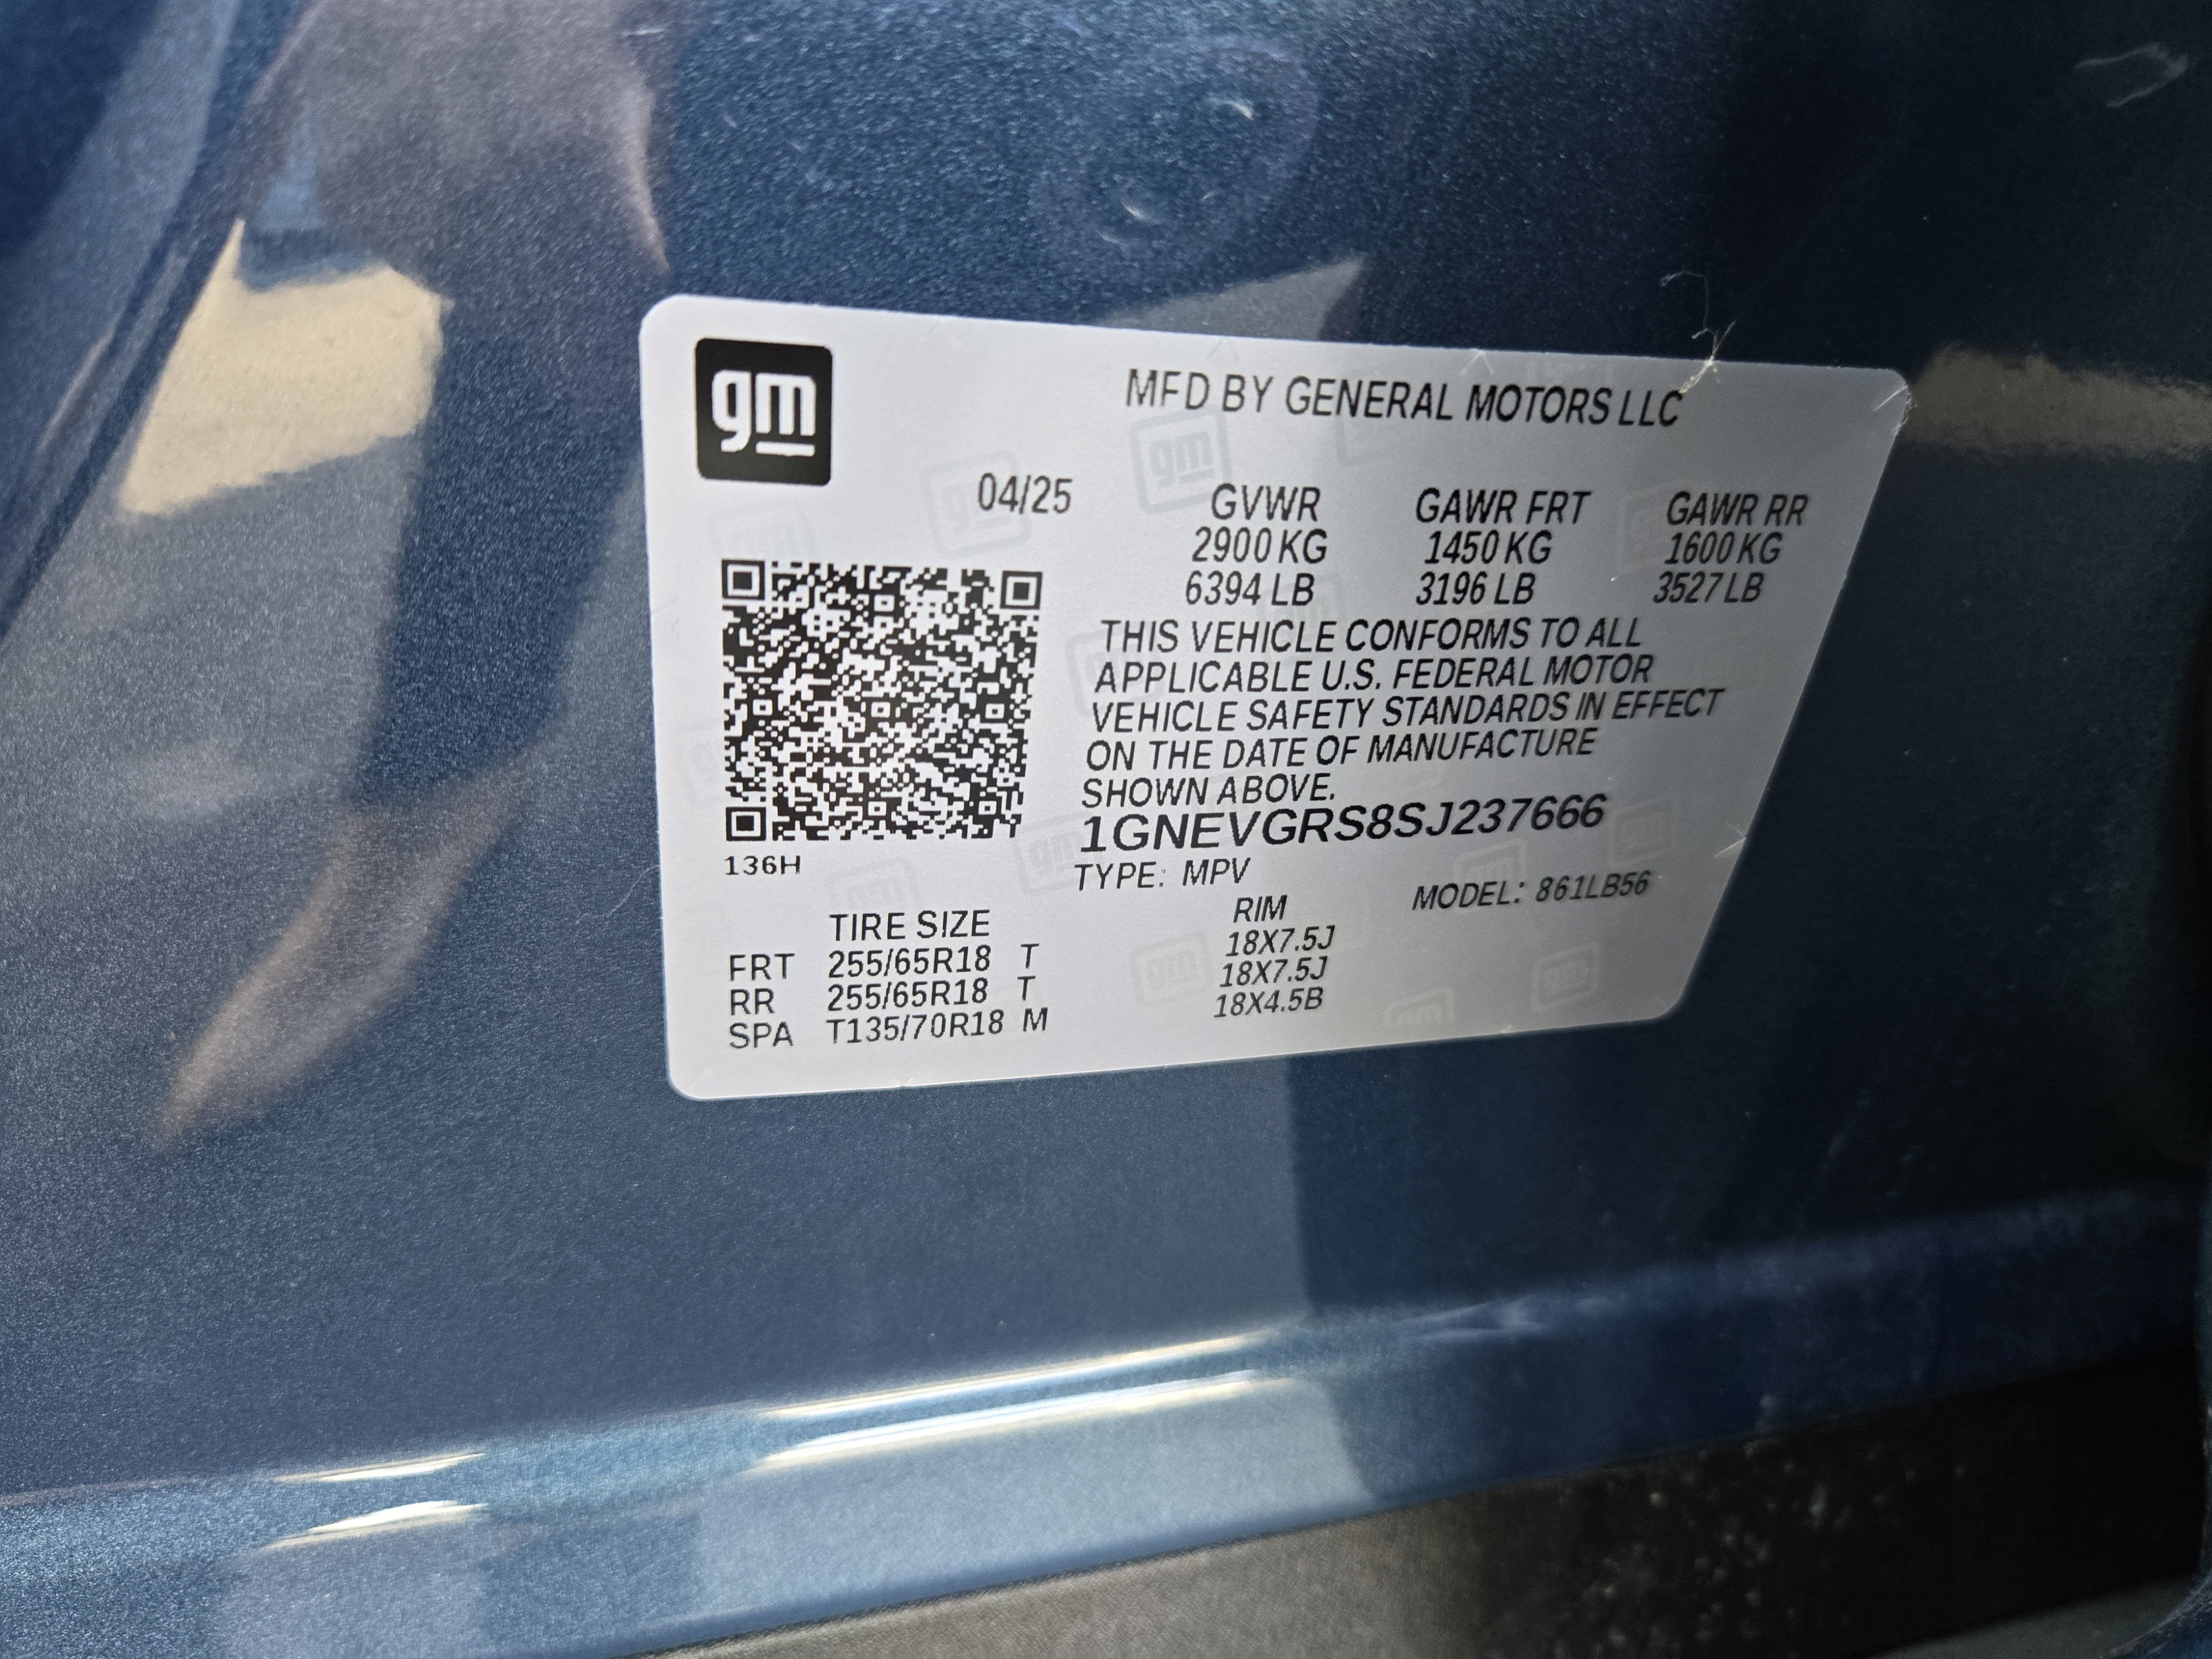 gm
MFD BY GENERAL MOTORS LLC
04/25
GVWR GAWR FRT GAWR RR
2900 KG 1450 KG 1600 KG
6394 LB 3196 LB 3527 LB
THIS VEHICLE CONFORMS TO ALL
APPLICABLE U.S. FEDERAL MOTOR
VEHICLE SAFETY STANDARDS IN EFFECT
ON THE DATE OF MANUFACTURE
SHOWN ABOVE.
1GNEVGRS8SJ237666
136H
TYPE: MPV
MODEL: 861LB56
TIRE SIZE RIM
FRT 255/65R18 T 18X7.5J
RR 255/65R18 T 18X7.5J
SPA T135/70R18 M 18X4.5B